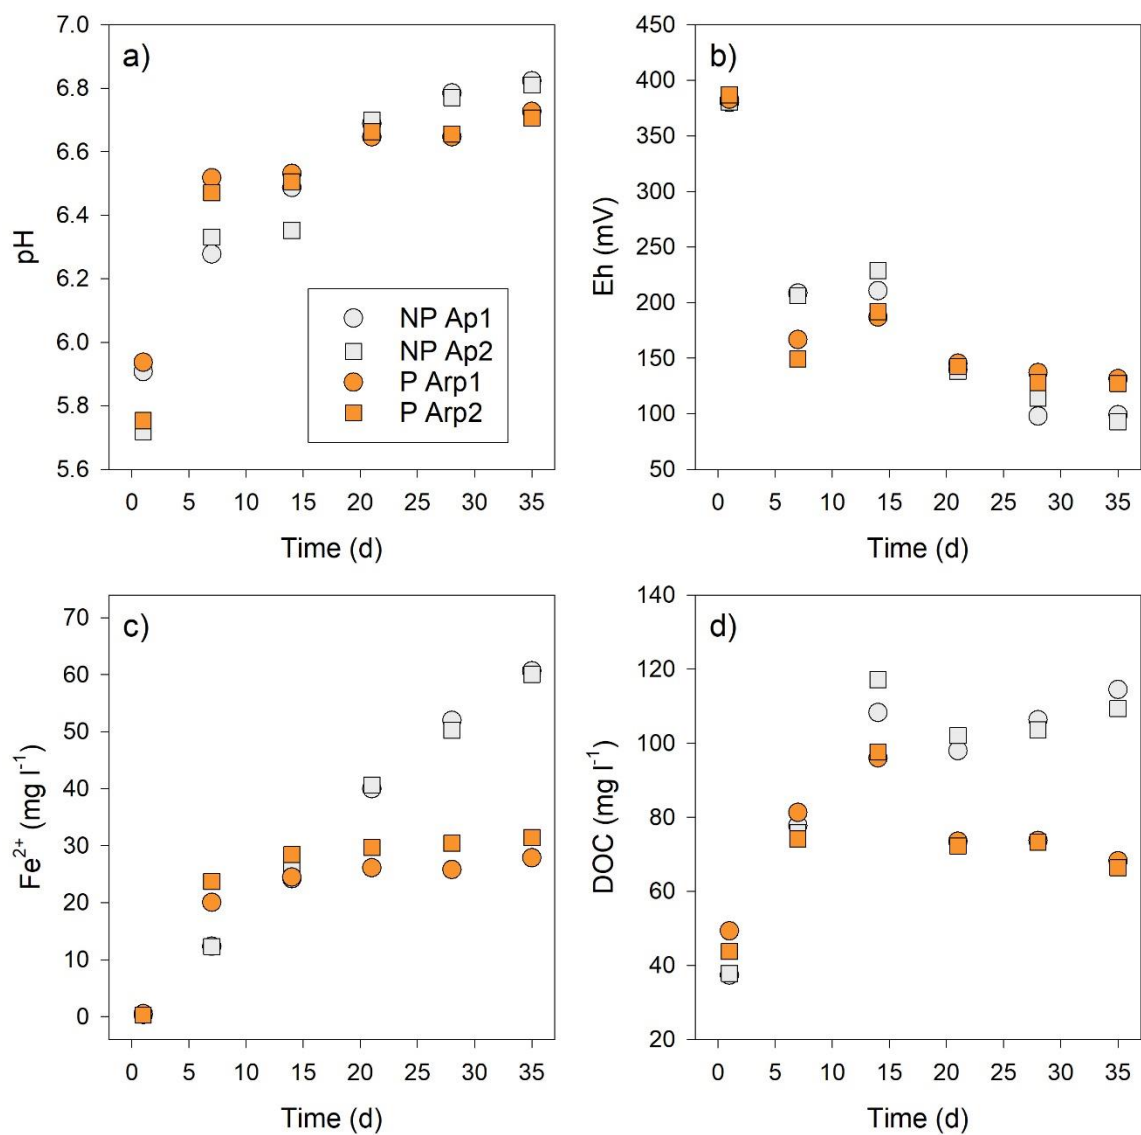 a)
7.0
6.8
6.6
6.4
6.2
6.0
5.8
5.6
pH
NP Ap1
NP Ap2
P Arp1
P Arp2
0 5 10 15 20 25 30 35
Time (d)
b)
450
400
350
300
250
200
150
100
50
Eh (mV)
0 5 10 15 20 25 30 35
Time (d)
c)
70
60
50
40
30
20
10
0
Fe²⁺ (mg l⁻¹)
0 5 10 15 20 25 30 35
Time (d)
d)
140
120
100
80
60
40
20
DOC (mg l⁻¹)
0 5 10 15 20 25 30 35
Time (d)